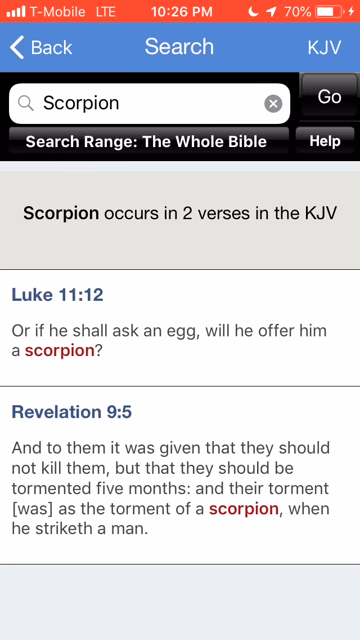 T-Mobile LTE 10:26 PM 70%
Back Search KJV
Scorpion Go
Search Range: The Whole Bible Help
Scorpion occurs in 2 verses in the KJV
Luke 11:12
Or if he shall ask an egg, will he offer him
a scorpion?
Revelation 9:5
And to them it was given that they should
not kill them, but that they should be
tormented five months: and their torment
[was] as the torment of a scorpion, when
he striketh a man.